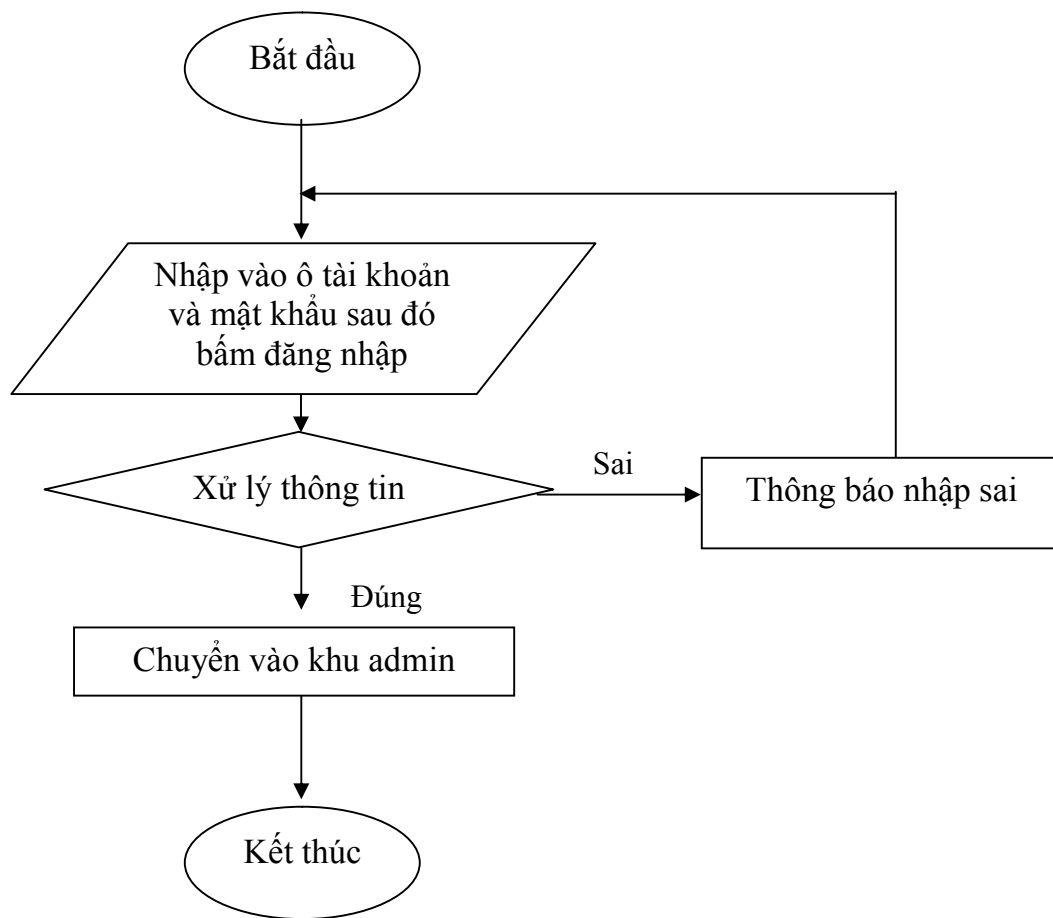 Bắt đầu
Nhập vào ô tài khoản
và mật khẩu sau đó
bấm đăng nhập
Xử lý thông tin
Sai
Thông báo nhập sai
Đúng
Chuyển vào khu admin
Kết thúc